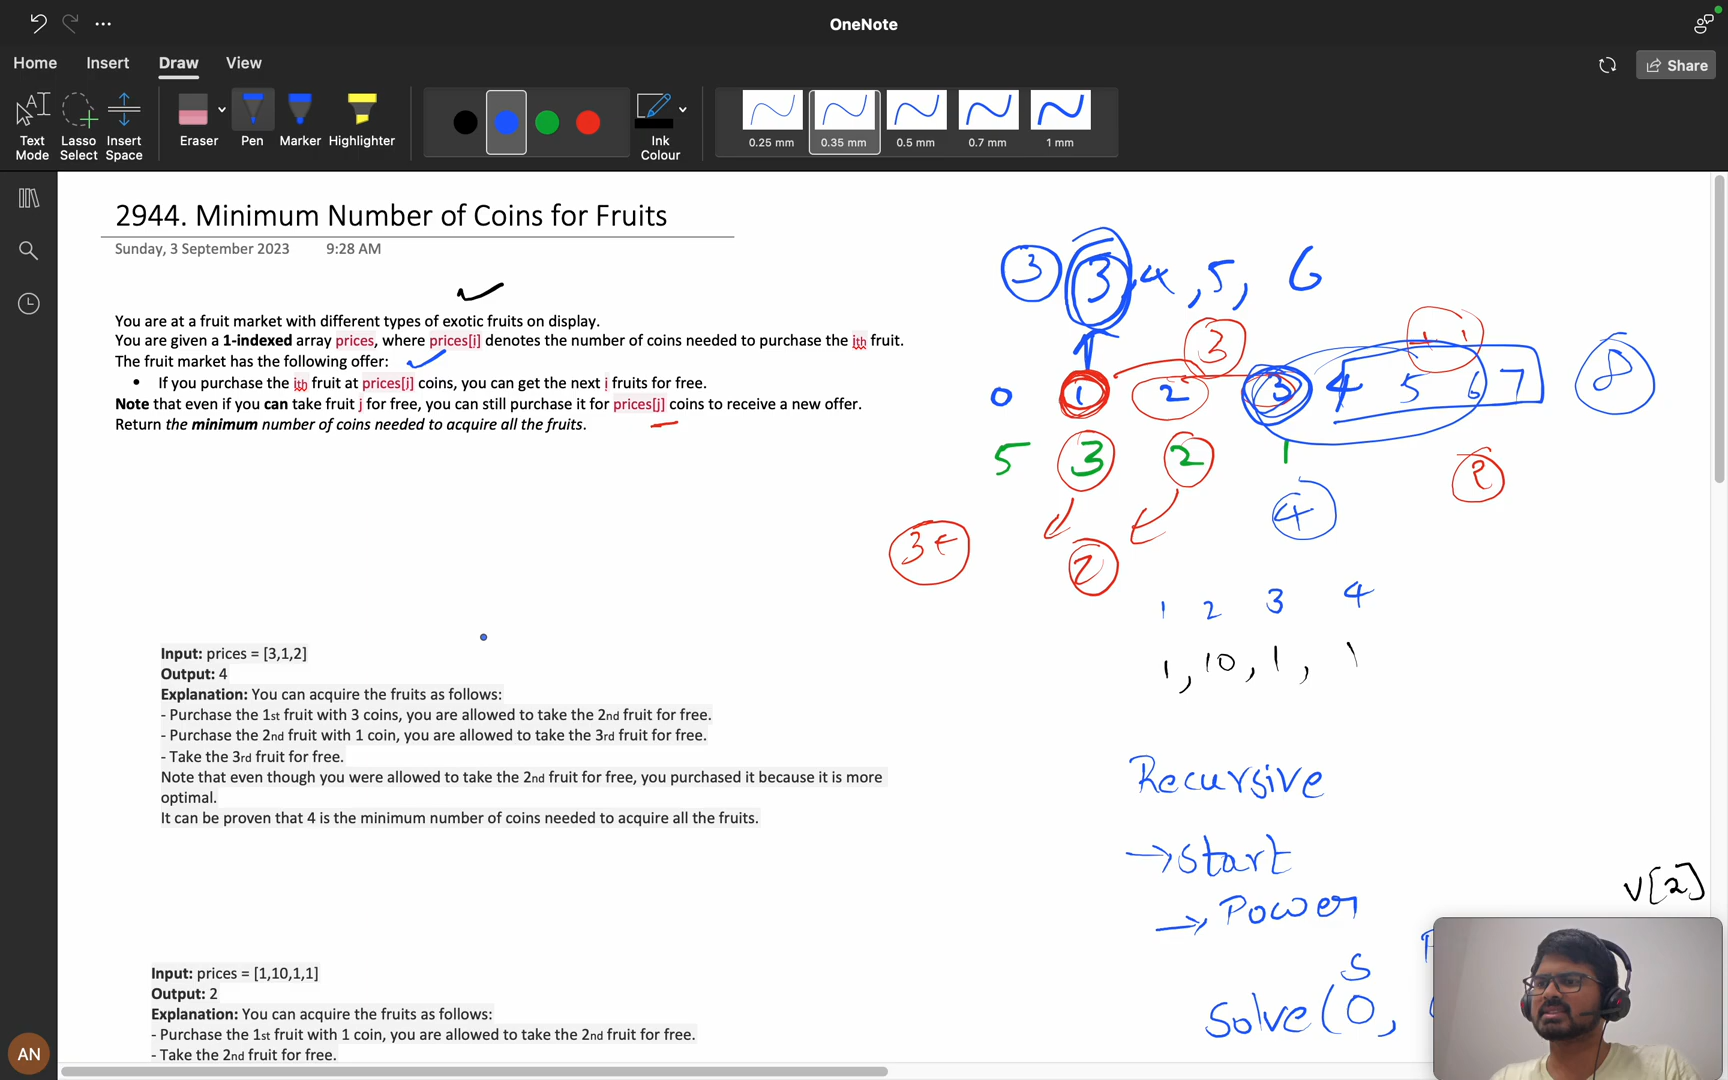 OneNote
Home Insert Draw View
Share
Text Mode
Lasso Select
Insert Space
Eraser
Pen
Marker
Highlighter
Ink Colour
0.25 mm
0.35 mm
0.5 mm
0.7 mm
1 mm
2944. Minimum Number of Coins for Fruits
Sunday, 3 September 2023 9:28 AM
You are at a fruit market with different types of exotic fruits on display.
You are given a 1-indexed array prices, where prices[i] denotes the number of coins needed to purchase the ith fruit.
The fruit market has the following offer:
• If you purchase the ith fruit at prices[i] coins, you can get the next i fruits for free.
Note that even if you can take fruit j for free, you can still purchase it for prices[j] coins to receive a new offer.
Return the minimum number of coins needed to acquire all the fruits.
Input: prices = [3,1,2]
Output: 4
Explanation: You can acquire the fruits as follows:
- Purchase the 1st fruit with 3 coins, you are allowed to take the 2nd fruit for free.
- Purchase the 2nd fruit with 1 coin, you are allowed to take the 3rd fruit for free.
- Take the 3rd fruit for free.
Note that even though you were allowed to take the 2nd fruit for free, you purchased it because it is more
optimal.
It can be proven that 4 is the minimum number of coins needed to acquire all the fruits.
Input: prices = [1,10,1,1]
Output: 2
Explanation: You can acquire the fruits as follows:
- Purchase the 1st fruit with 1 coin, you are allowed to take the 2nd fruit for free.
- Take the 2nd fruit for free.
3 3, 4, 5, 6
3
0 1 2 3 4 5 6 7 8
5 3 2 1
2
4
3+
2
1 2 3 4
1, 10, 1, 1
Recursive
→ start
→ Power
v[2]
S
solve(0,
AN